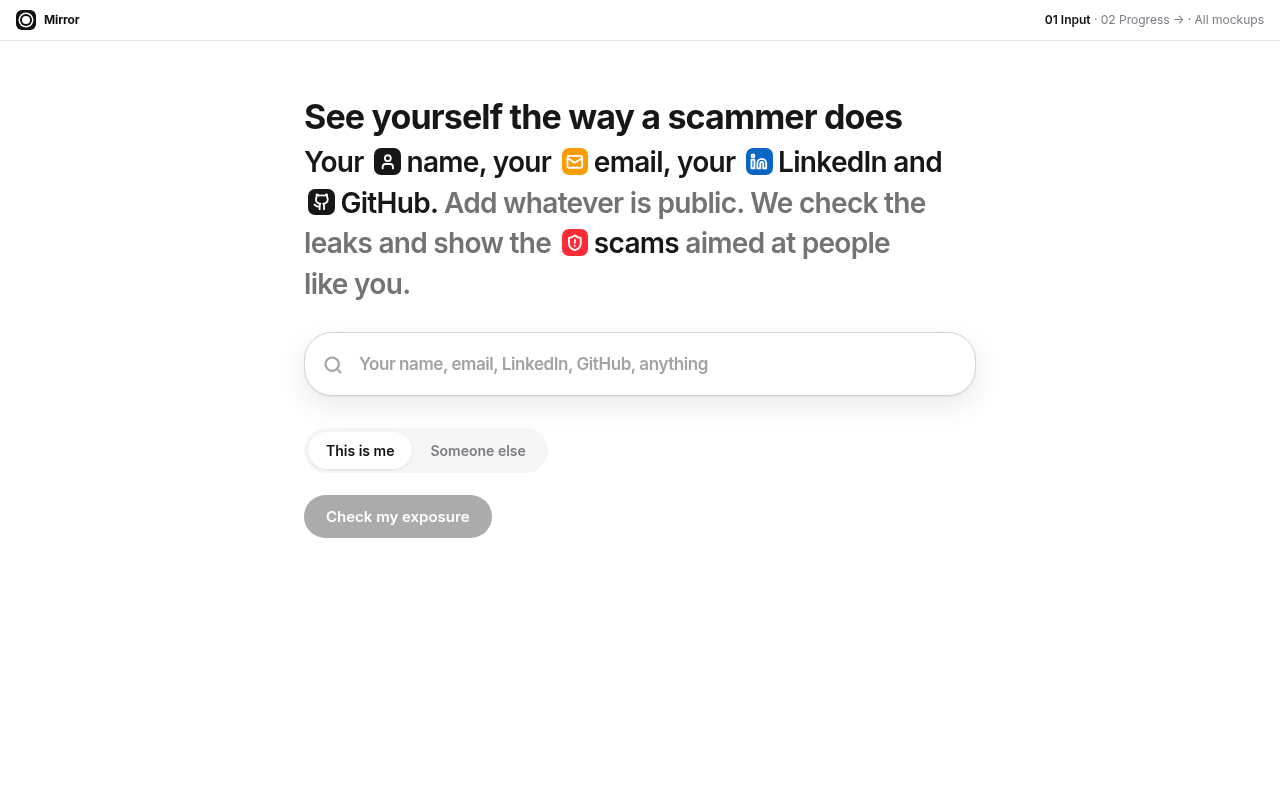 Mirror
01 Input · 02 Progress → · All mockups
See yourself the way a scammer does
Your name, your email, your LinkedIn and
GitHub. Add whatever is public. We check the
leaks and show the scams aimed at people
like you.
Your name, email, LinkedIn, GitHub, anything
This is me
Someone else
Check my exposure